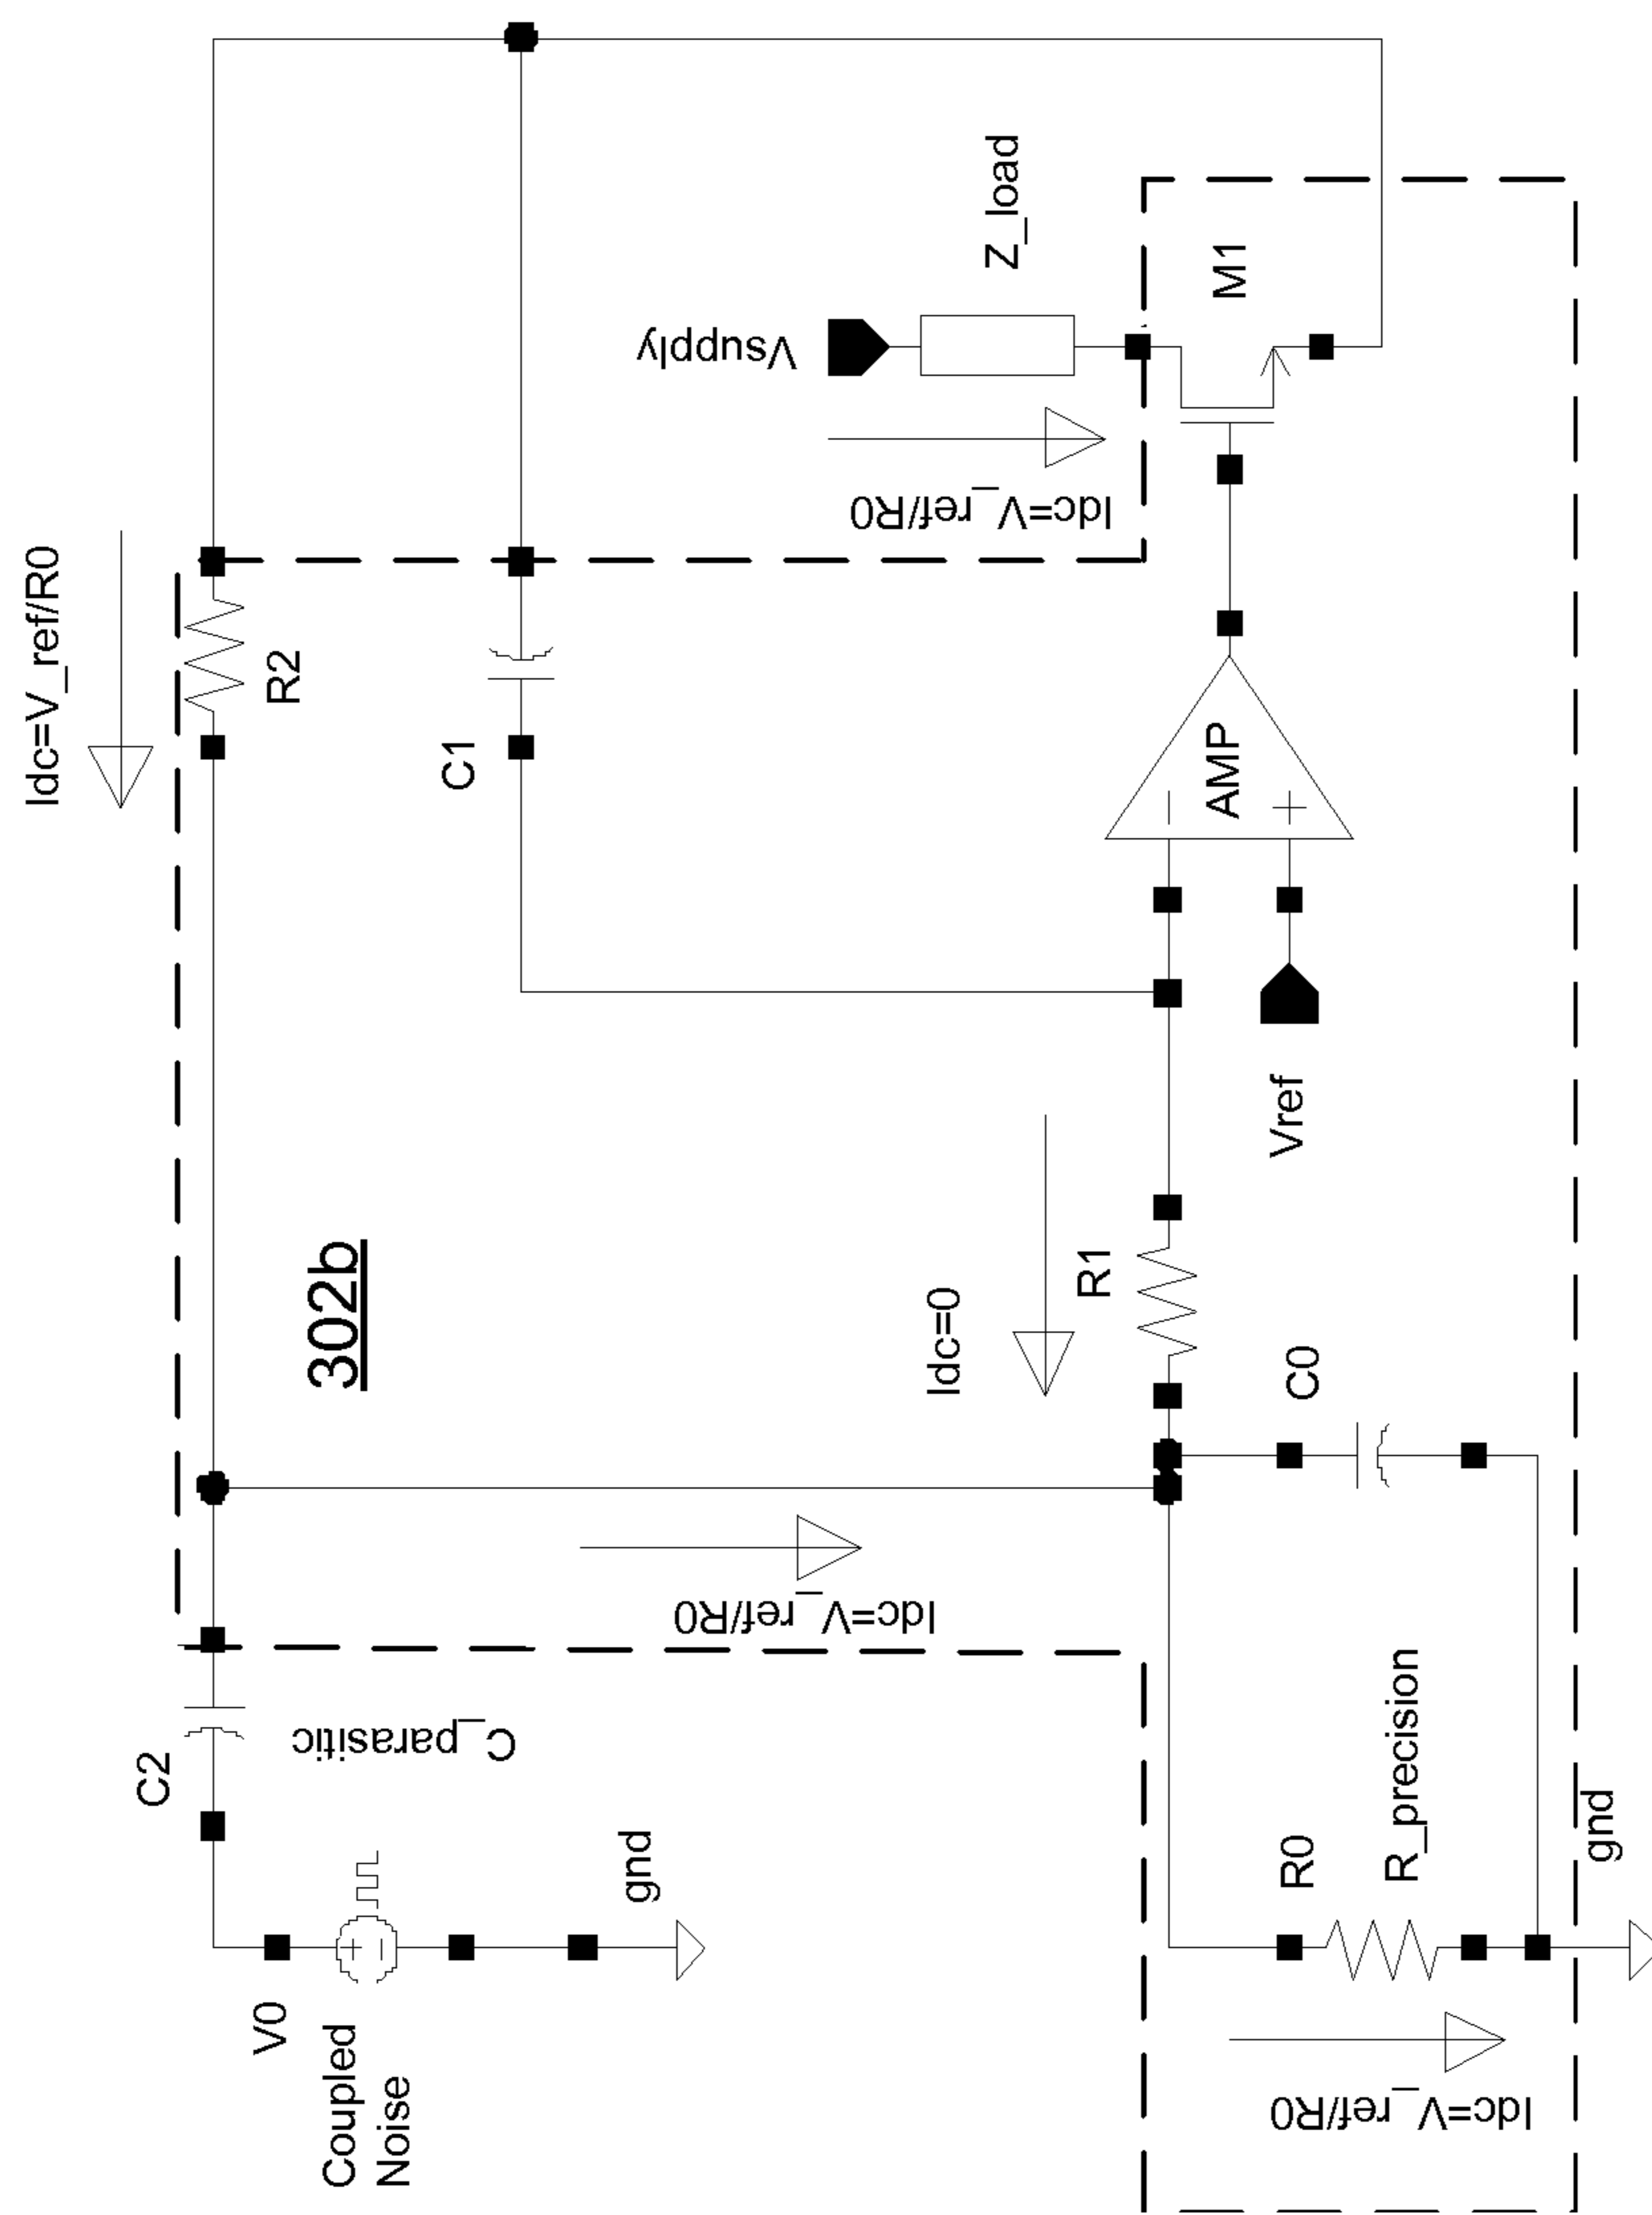 Idc=V_ref/R0
R2
C1
Z_load
Vsupply
M1
Idc=V_ref/R0
AMP
−
+
Vref
302b
Idc=0
R1
C0
Idc=V_ref/R0
C2
C_parasitic
R0
R_precision
gnd
gnd
V0
+
−
Coupled
Noise
Idc=V_ref/R0